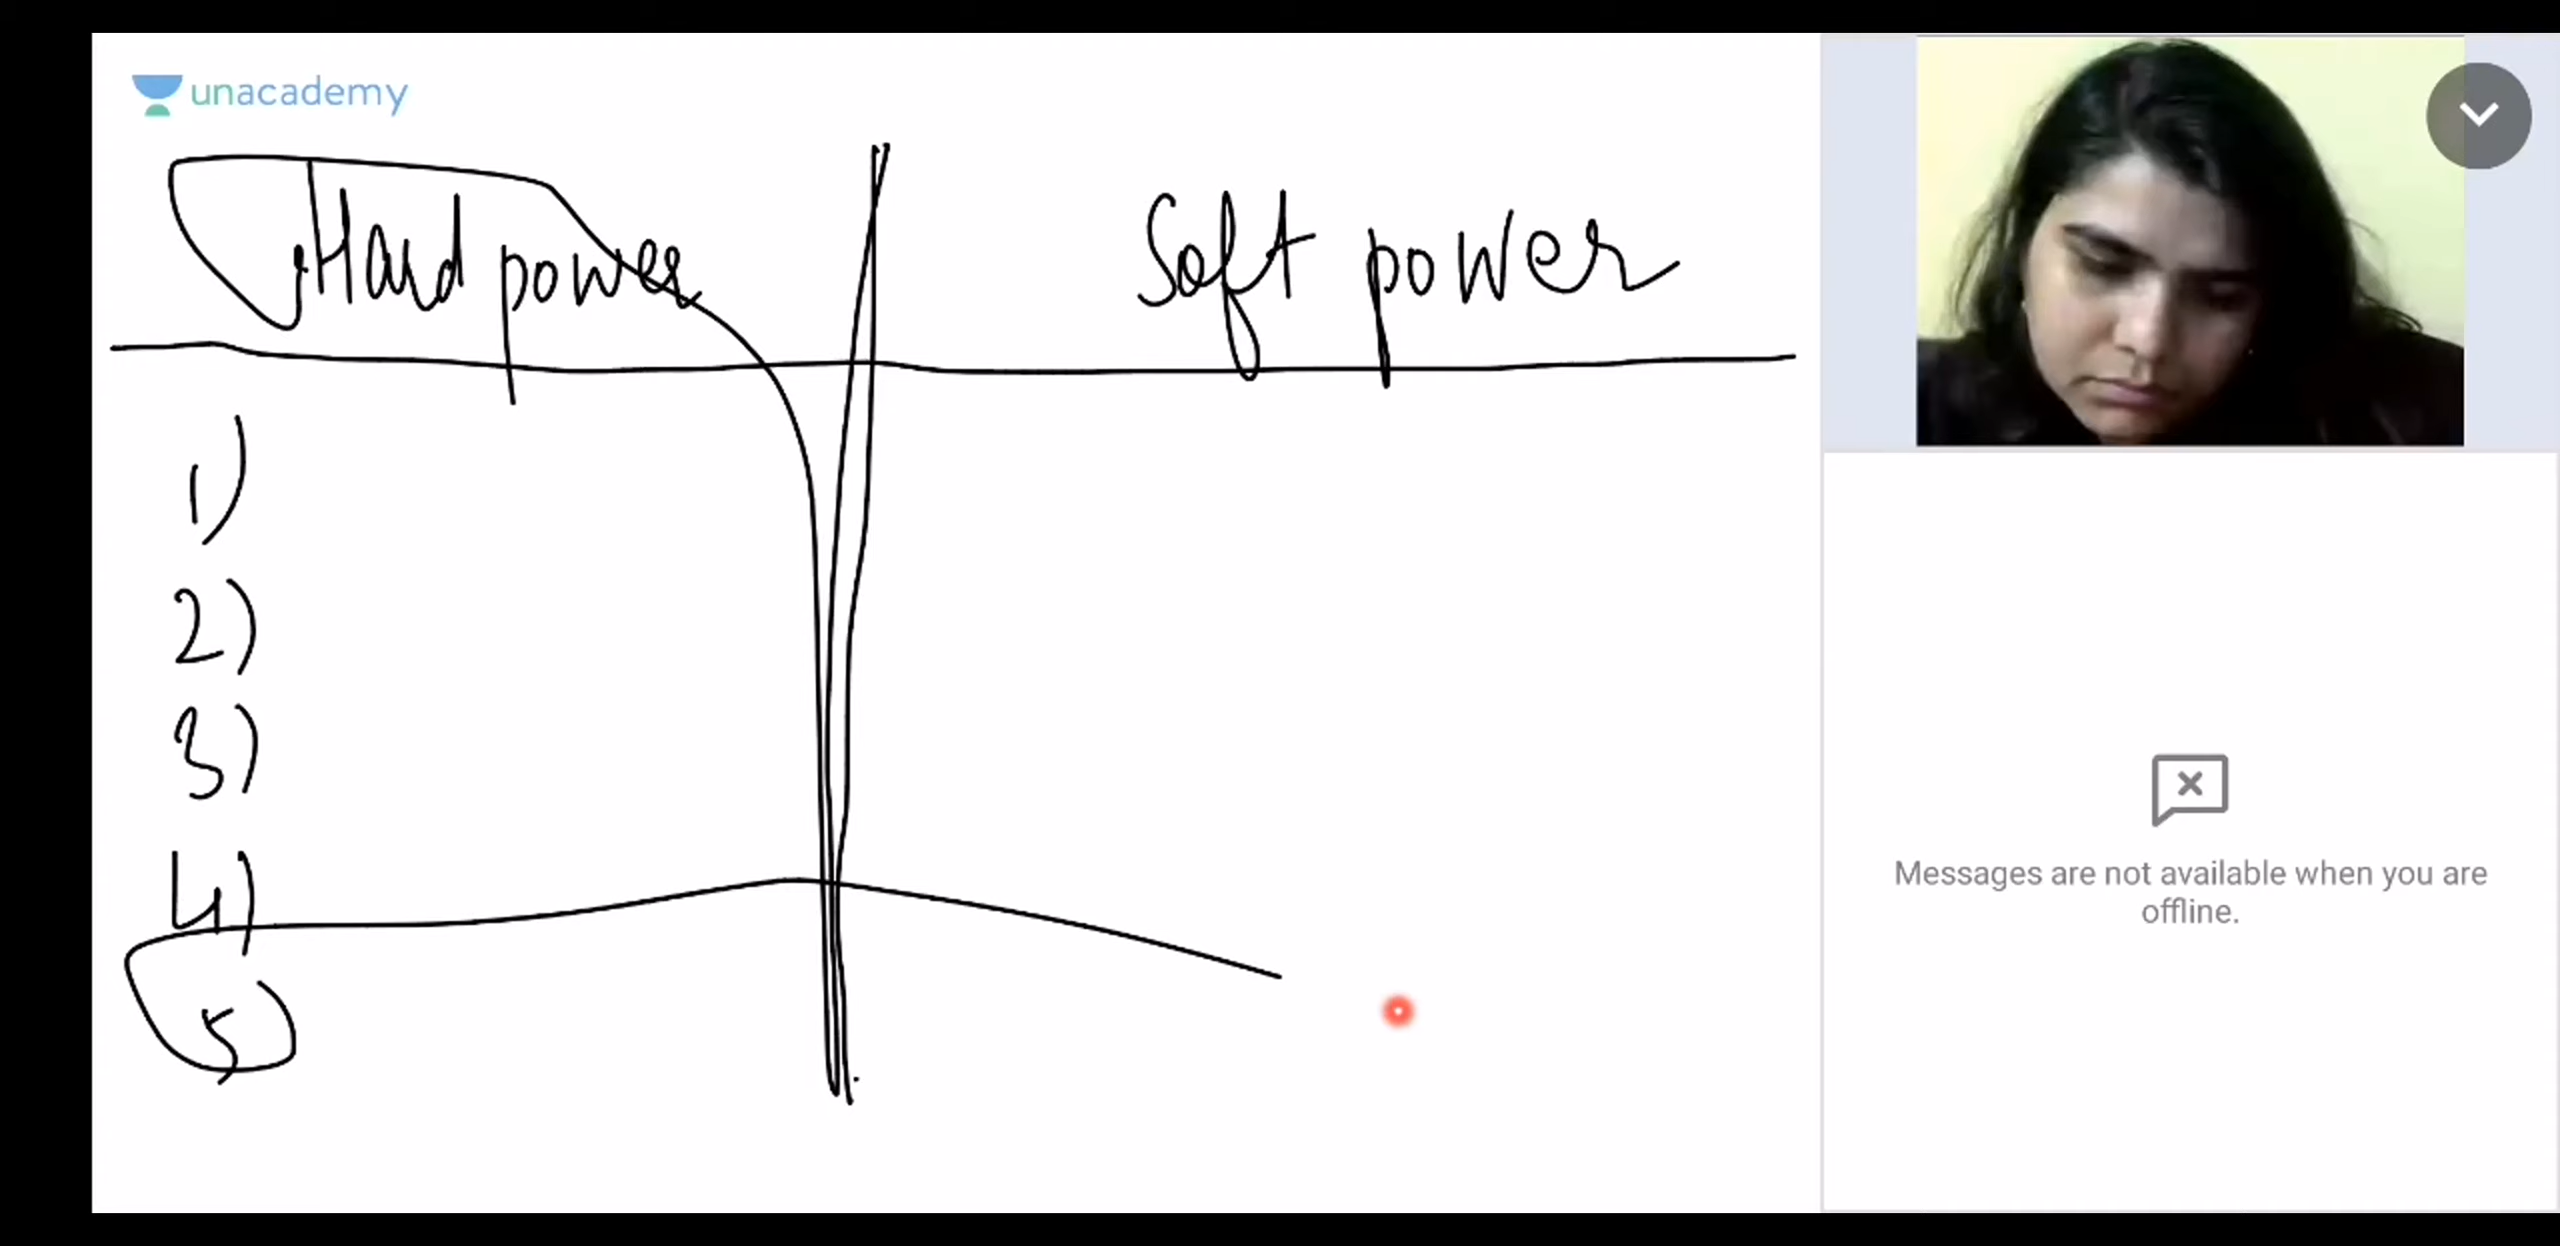 unacademy
Hard power
Soft power
1)
2)
3)
4)
5)
Messages are not available when you are
offline.